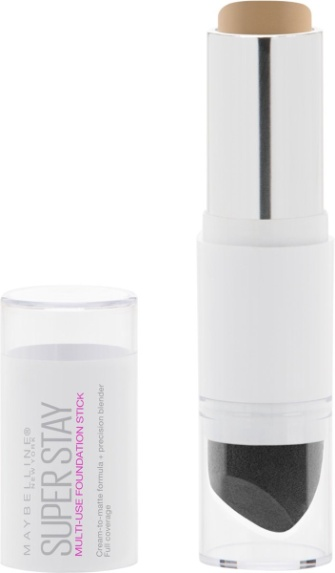 MAYBELLINE®
NEW YORK
SUPER STAY
MULTI-USE FOUNDATION STICK
Cream-to-matte formula + precision blender
Full coverage